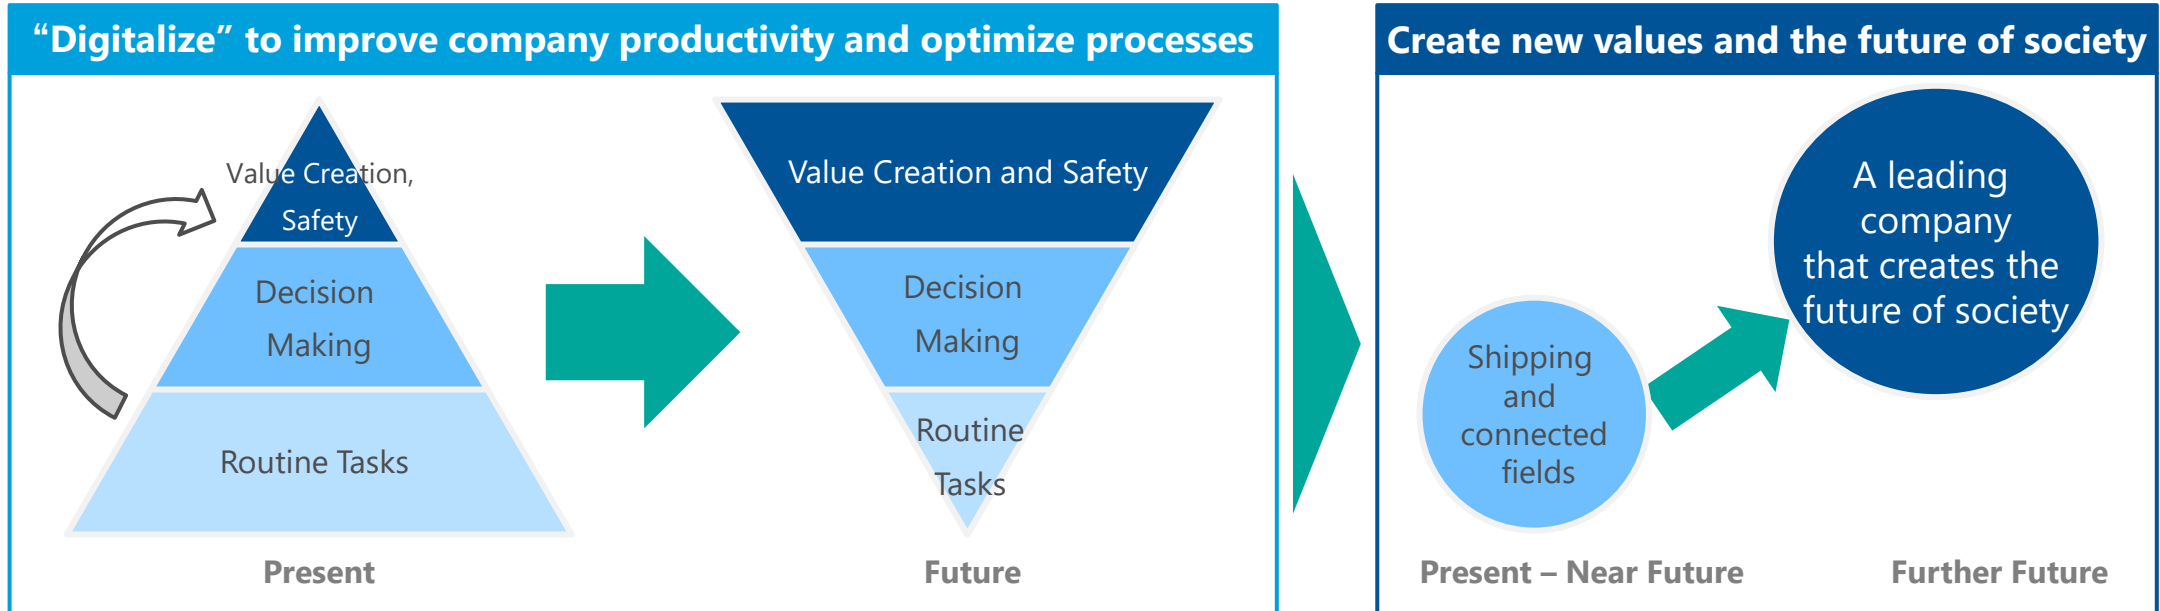 “Digitalize” to improve company productivity and optimize processes
Value Creation,
Safety
Decision
Making
Routine Tasks
Present
Value Creation and Safety
Decision
Making
Routine
Tasks
Future
Create new values and the future of society
Shipping
and
connected
fields
Present – Near Future
A leading
company
that creates the
future of society
Further Future